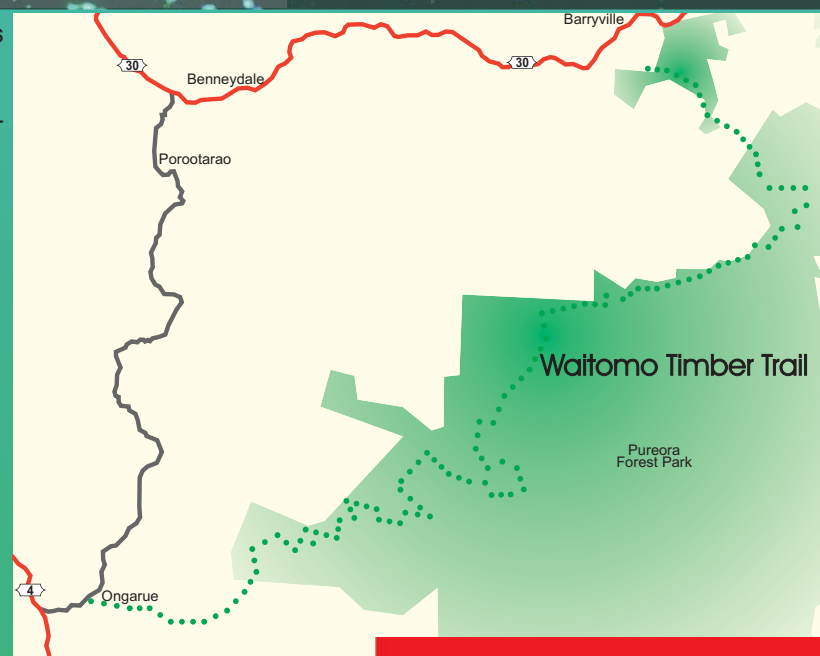 Barryville
30
30
Benneydale
Porootarao
Waitomo Timber Trail
Pureora
Forest Park
4
Ongarue